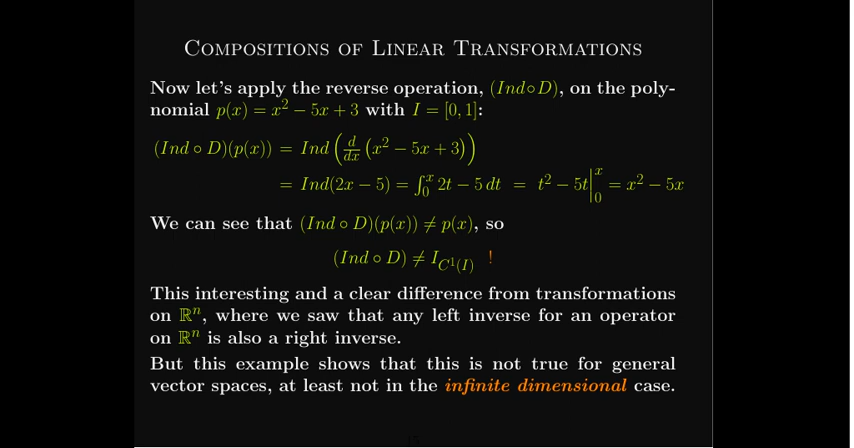 Compositions of Linear Transformations
Now let's apply the reverse operation, (Ind∘D), on the poly-
nomial p(x) = x² − 5x + 3 with I = [0, 1]:
(Ind ∘ D)(p(x)) = Ind(d/dx (x² − 5x + 3))
= Ind(2x − 5) = ∫₀ˣ 2t − 5 dt = t² − 5t|₀ˣ = x² − 5x
We can see that (Ind ∘ D)(p(x)) ≠ p(x), so
(Ind ∘ D) ≠ I_{C¹(I)} !
This interesting and a clear difference from transformations
on ℝⁿ, where we saw that any left inverse for an operator
on ℝⁿ is also a right inverse.
But this example shows that this is not true for general
vector spaces, at least not in the infinite dimensional case.